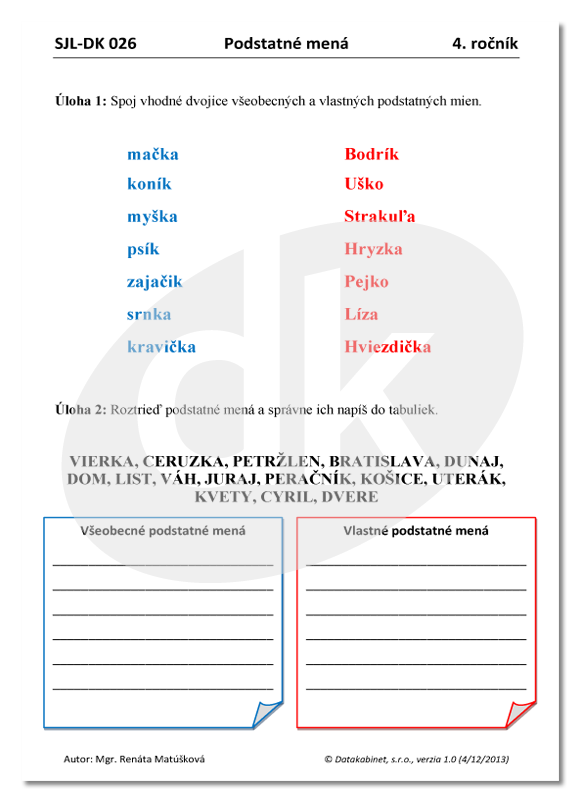 SJL-DK 026 Podstatné mená 4. ročník
Úloha 1: Spoj vhodné dvojice všeobecných a vlastných podstatných mien.
mačka Bodrík
koník Uško
myška Strakuľa
psík Hryzka
zajačik Pejko
srnka Líza
kravička Hviezdička
Úloha 2: Roztrieď podstatné mená a správne ich napíš do tabuliek.
VIERKA, CERUZKA, PETRŽLEN, BRATISLAVA, DUNAJ,
DOM, LIST, VÁH, JURAJ, PERAČNÍK, KOŠICE, UTERÁK,
KVETY, CYRIL, DVERE
Všeobecné podstatné mená Vlastné podstatné mená
Autor: Mgr. Renáta Matúšková © Datakabinet, s.r.o., verzia 1.0 (4/12/2013)
dk